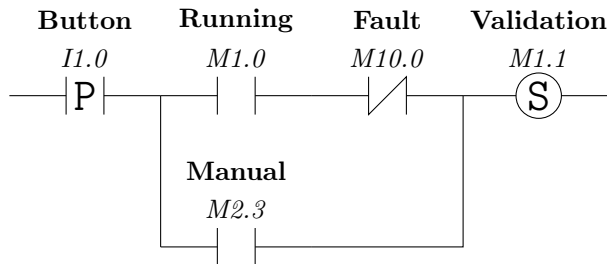 Button Running Fault Validation
I1.0 M1.0 M10.0 M1.1
P S
Manual
M2.3